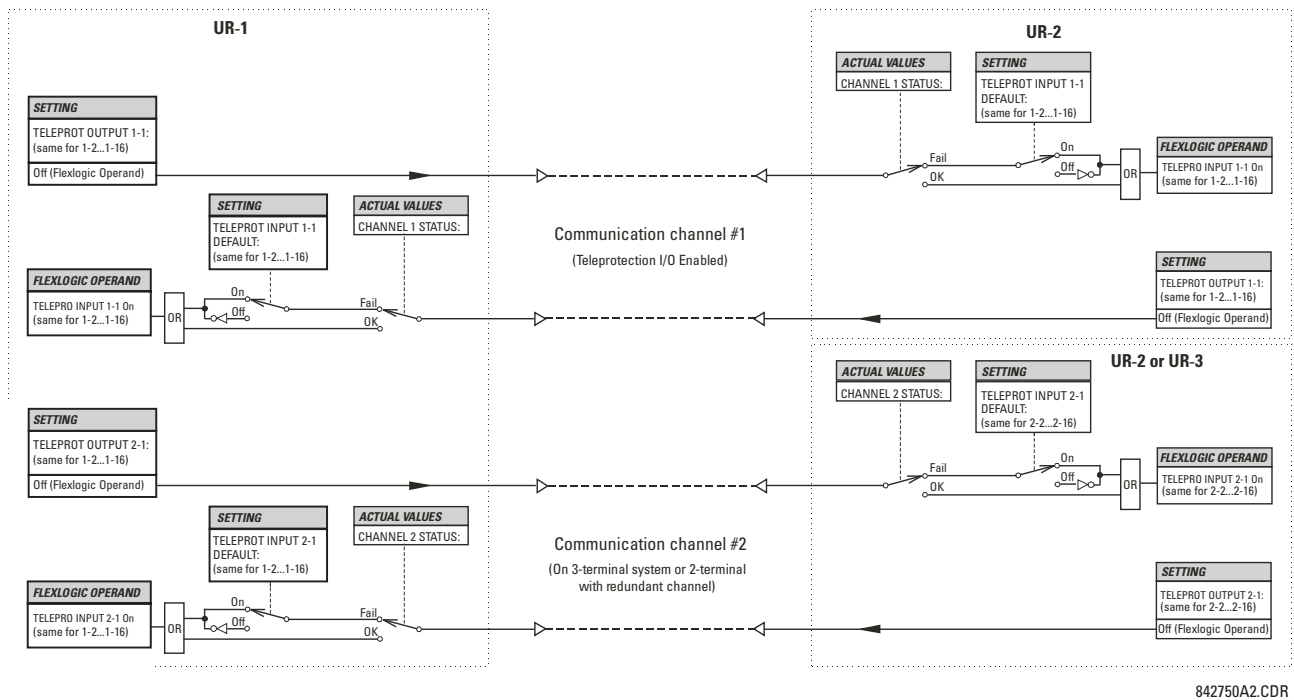 UR-1
SETTING
TELEPROT OUTPUT 1-1:
(same for 1-2...1-16)
Off (Flexlogic Operand)
SETTING
TELEPROT INPUT 1-1
DEFAULT:
(same for 1-2...1-16)
ACTUAL VALUES
CHANNEL 1 STATUS:
FLEXLOGIC OPERAND
TELEPRO INPUT 1-1 On
(same for 1-2...1-16)
OR
On
Off
Fail
OK
Communication channel #1
(Teleprotection I/O Enabled)
UR-2
ACTUAL VALUES
CHANNEL 1 STATUS:
SETTING
TELEPROT INPUT 1-1
DEFAULT:
(same for 1-2...1-16)
Fail
OK
On
Off
OR
FLEXLOGIC OPERAND
TELEPRO INPUT 1-1 On
(same for 1-2...1-16)
SETTING
TELEPROT OUTPUT 1-1:
(same for 1-2...1-16)
Off (Flexlogic Operand)
SETTING
TELEPROT OUTPUT 2-1:
(same for 1-2...1-16)
Off (Flexlogic Operand)
SETTING
TELEPROT INPUT 2-1
DEFAULT:
(same for 1-2...1-16)
ACTUAL VALUES
CHANNEL 2 STATUS:
FLEXLOGIC OPERAND
TELEPRO INPUT 2-1 On
(same for 1-2...1-16)
OR
On
Off
Fail
OK
Communication channel #2
(On 3-terminal system or 2-terminal
with redundant channel)
UR-2 or UR-3
ACTUAL VALUES
CHANNEL 2 STATUS:
SETTING
TELEPROT INPUT 2-1
DEFAULT:
(same for 2-2...2-16)
Fail
OK
On
Off
OR
FLEXLOGIC OPERAND
TELEPRO INPUT 2-1 On
(same for 2-2...2-16)
SETTING
TELEPROT OUTPUT 2-1:
(same for 2-2...2-16)
Off (Flexlogic Operand)
842750A2.CDR